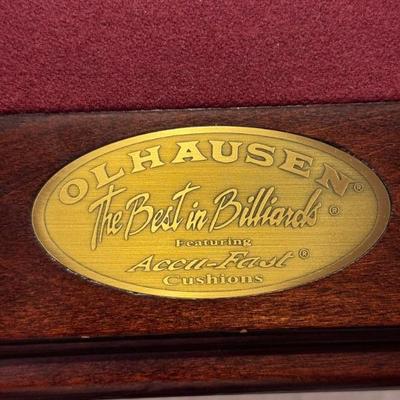 OLHAUSEN®
The Best in Billiards®
Featuring
Accu-Fast®
Cushions